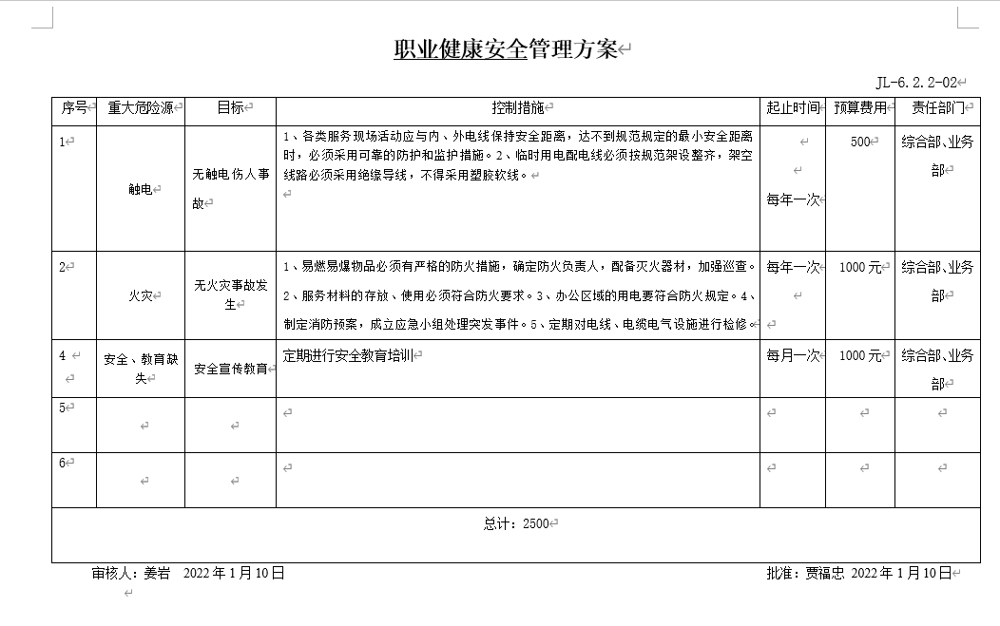 职业健康安全管理方案
JL-6.2.2-02
序号 重大危险源 目标 控制措施 起止时间 预算费用 责任部门
1
触电
无触电伤人事
故
1、各类服务现场活动应与内、外电线保持安全距离，达不到规范规定的最小安全距离
时，必须采用可靠的防护和监护措施。2、临时用电配电线必须按规范架设整齐，架空
线路必须采用绝缘导线，不得采用塑胶软线。
每年一次
500
综合部、业务
部
2
火灾
无火灾事故发
生
1、易燃易爆物品必须有严格的防火措施，确定防火负责人，配备灭火器材，加强巡查。
2、服务材料的存放、使用必须符合防火要求。3、办公区域的用电要符合防火规定。4、
制定消防预案，成立应急小组处理突发事件。5、定期对电线、电缆电气设施进行检修。
每年一次
1000 元
综合部、业务
部
4
安全、教育缺
失
安全宣传教育
定期进行安全教育培训
每月一次
1000 元
综合部、业务
部
5
6
总计：2500
审核人：姜岩 2022 年 1 月 10 日 批准：贾福忠 2022 年 1 月 10 日